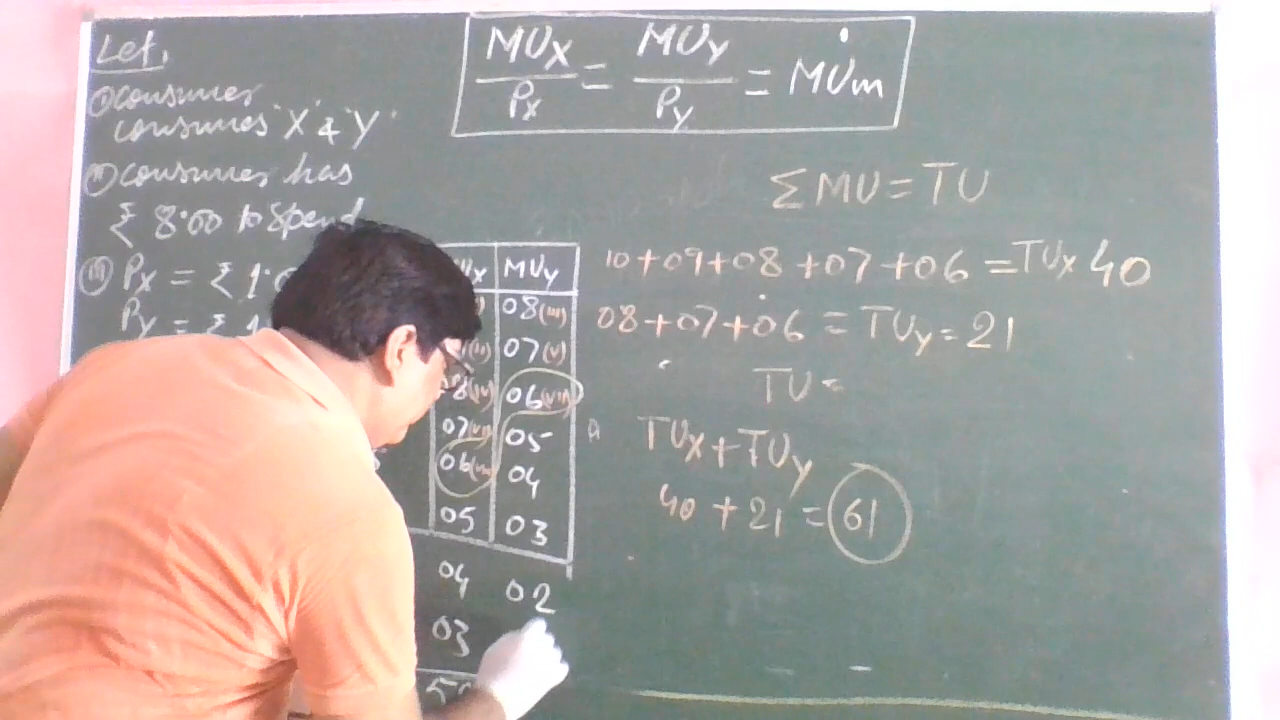 Let,
(i) consumer
consumes 'X' & 'Y'
(ii) consumer has
₹ 8.00 to Spend
(iii) Px = ₹ 1.0
Py = ₹ 1
MUx/Px = MUy/Py = MUm
ΣMU = TU
10+09+08+07+06 = TUx 40
08+07+06 = TUy = 21
TU =
TUx + TUy
40 + 21 = 61
MUy
08(iii)
07(v)
08(iv) 06(vii)
07(vi) 05
06(viii) 04
05 03
04 02
03